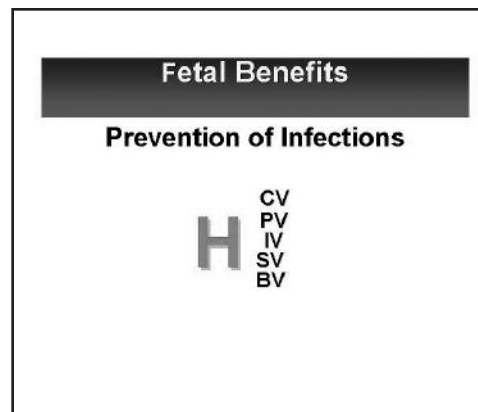 Fetal Benefits
Prevention of Infections
CV
PV
H IV
SV
BV